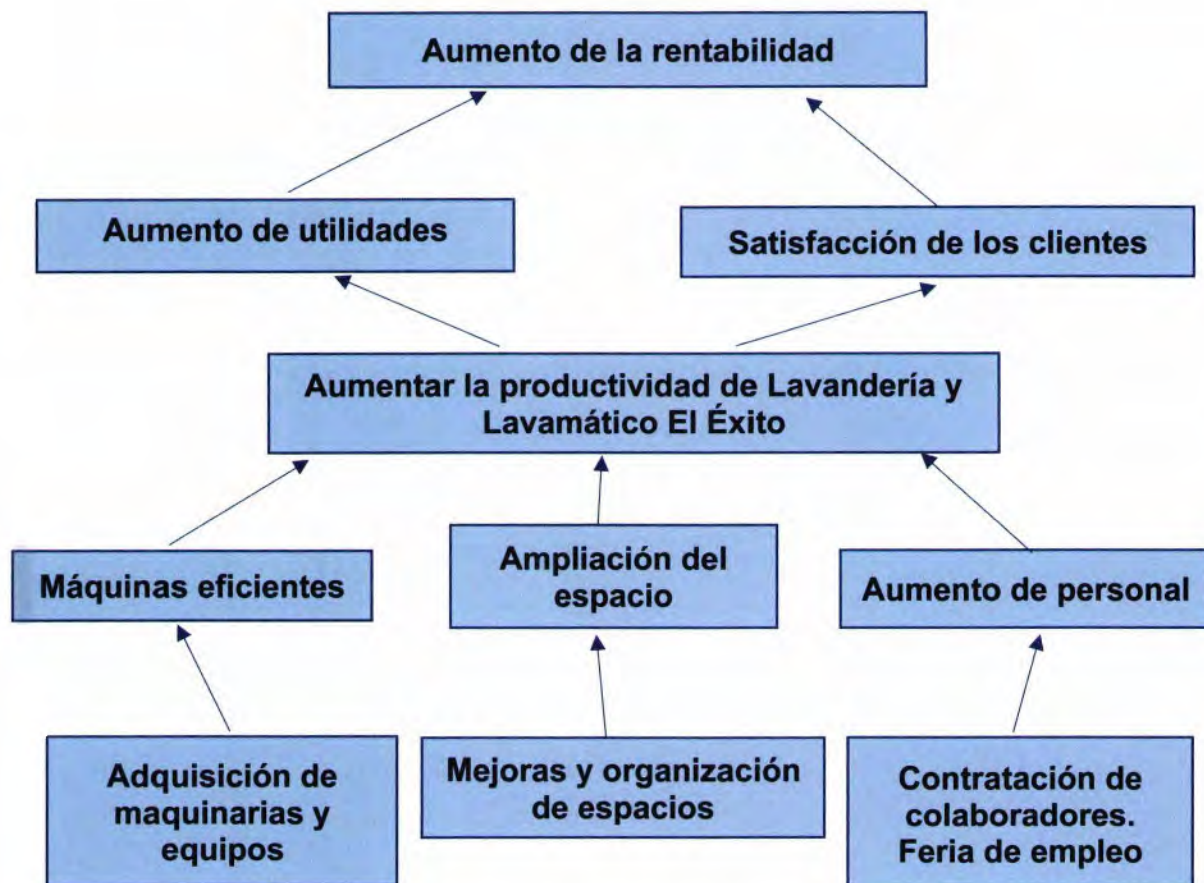 Aumento de la rentabilidad
Aumento de utilidades
Satisfacción de los clientes
Aumentar la productividad de Lavandería y
Lavamático El Éxito
Máquinas eficientes
Ampliación del
espacio
Aumento de personal
Adquisición de
maquinarias y
equipos
Mejoras y organización
de espacios
Contratación de
colaboradores.
Feria de empleo